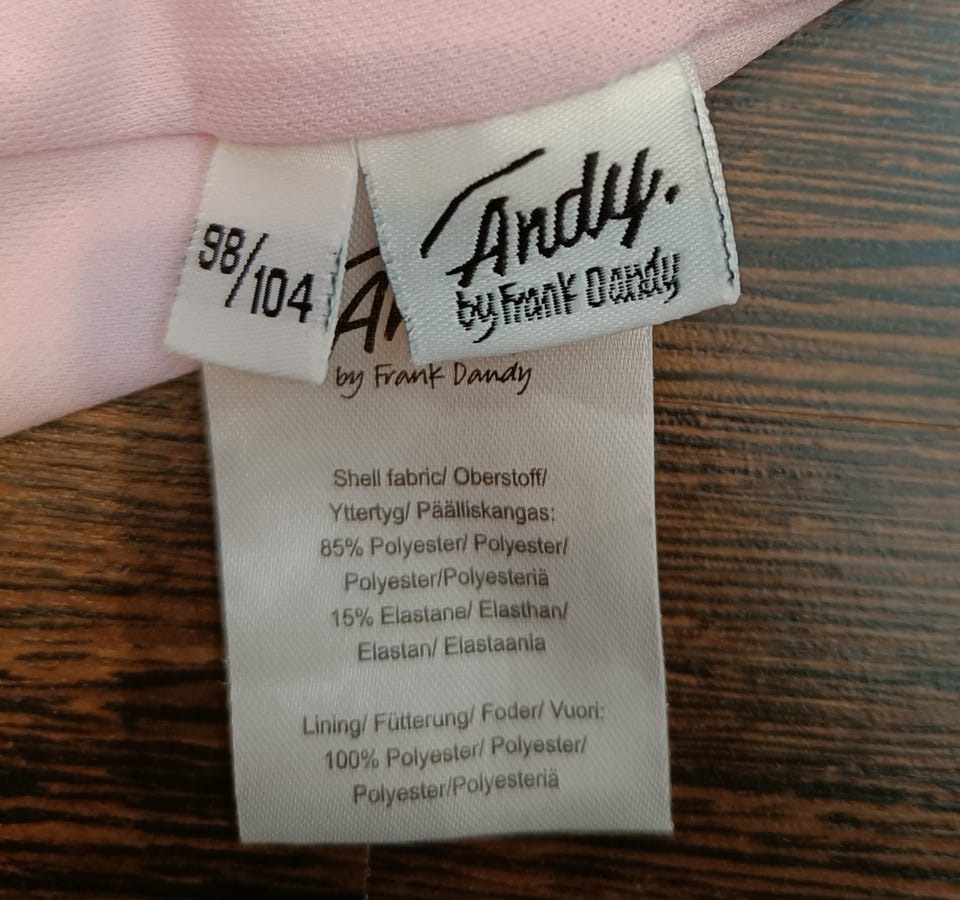 98/104
Andy.
by Frank Dandy
by Frank Dandy
Shell fabric/ Oberstoff/
Yttertyg/ Päälliskangas:
85% Polyester/ Polyester/
Polyester/Polyesteriä
15% Elastane/ Elasthan/
Elastan/ Elastaania
Lining/ Fütterung/ Foder/ Vuori:
100% Polyester/ Polyester/
Polyester/Polyesteriä